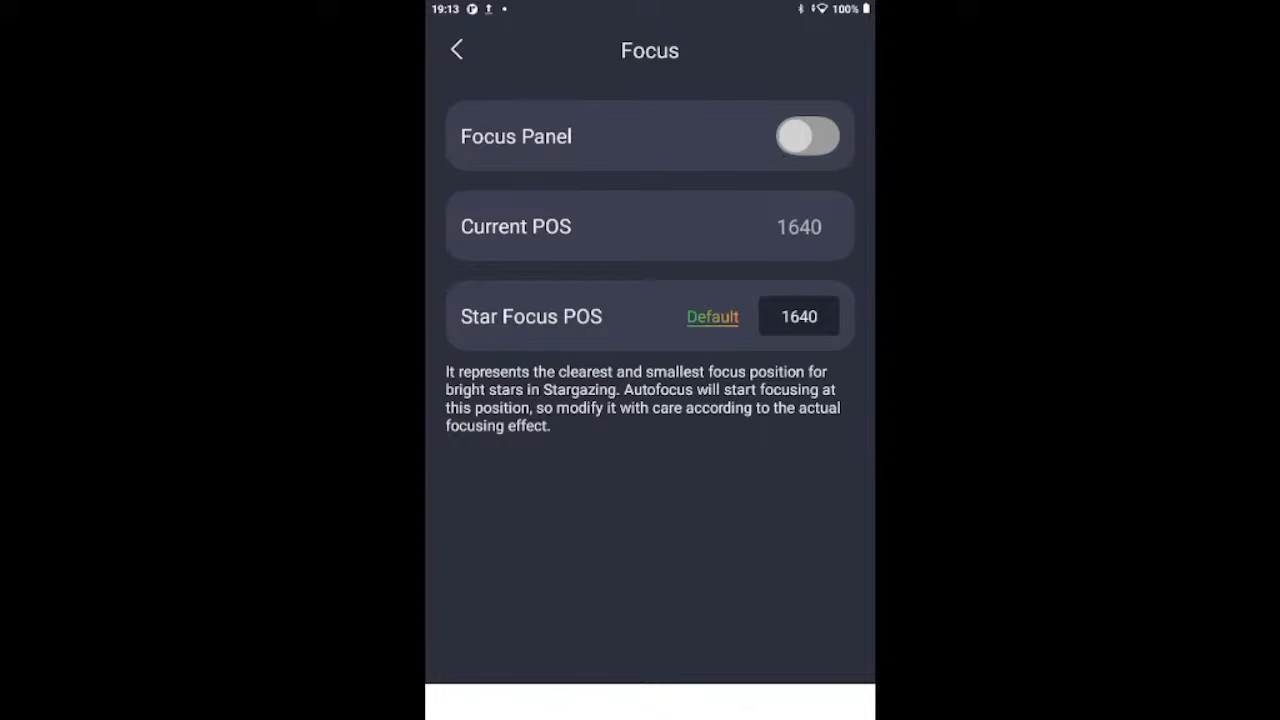 19:13 100%
Focus
Focus Panel
Current POS 1640
Star Focus POS Default 1640
It represents the clearest and smallest focus position for
bright stars in Stargazing. Autofocus will start focusing at
this position, so modify it with care according to the actual
focusing effect.